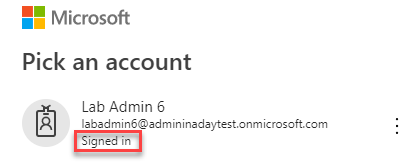 Microsoft
Pick an account
Lab Admin 6
labadmin6@admininadaytest.onmicrosoft.com
Signed in